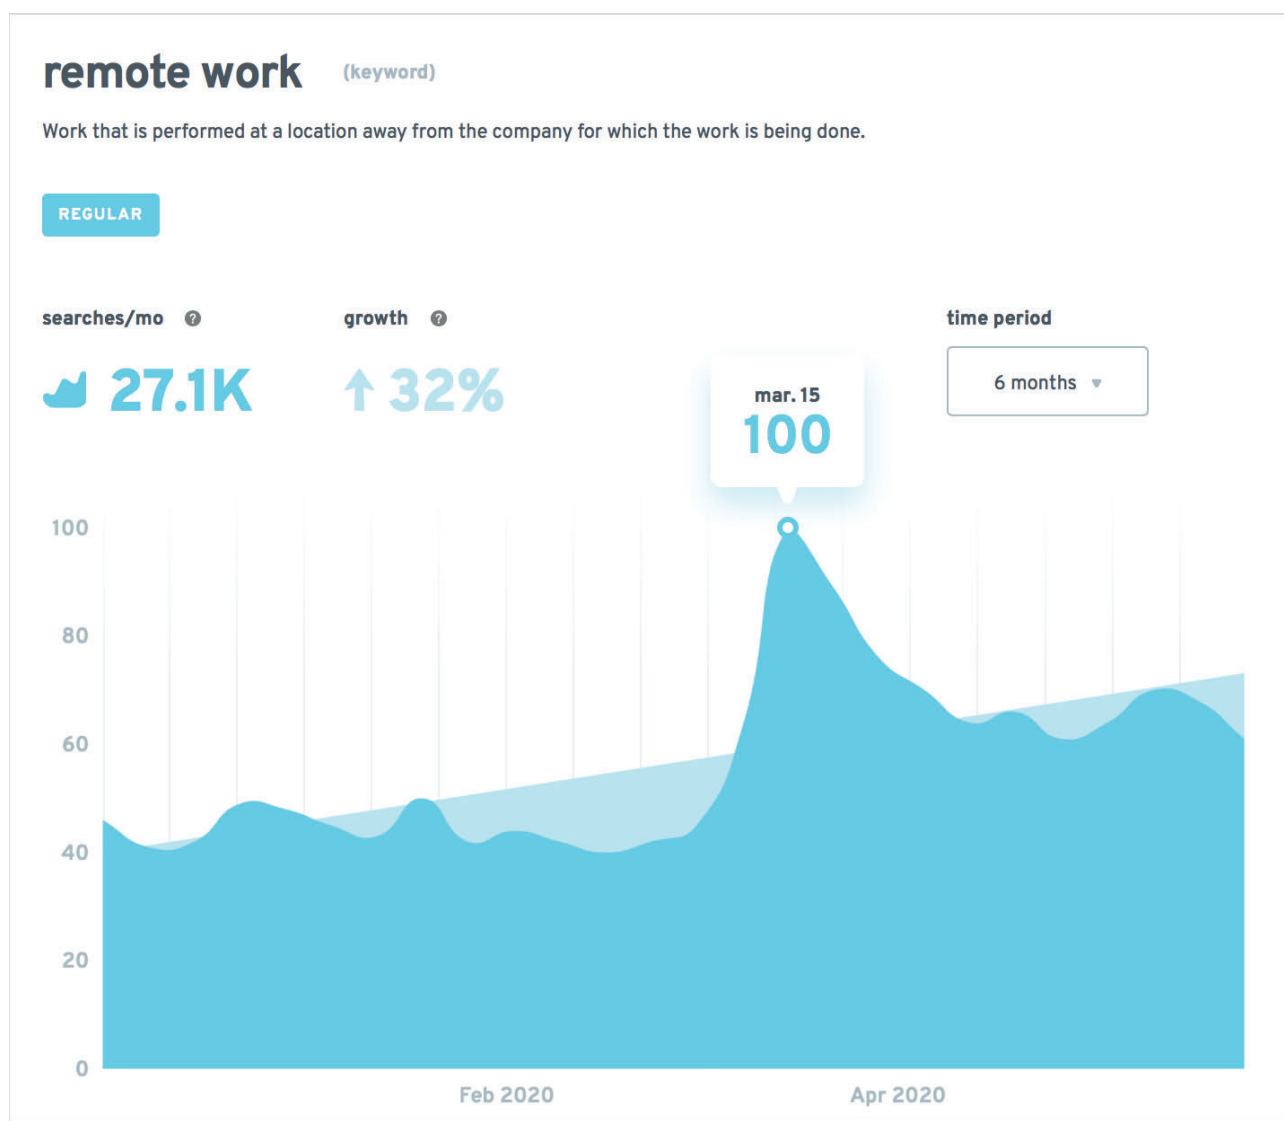 remote work (keyword)
Work that is performed at a location away from the company for which the work is being done.
REGULAR
searches/mo ? growth ? time period
27.1K 32% 6 months
mar. 15
100
100
80
60
40
20
0
Feb 2020 Apr 2020